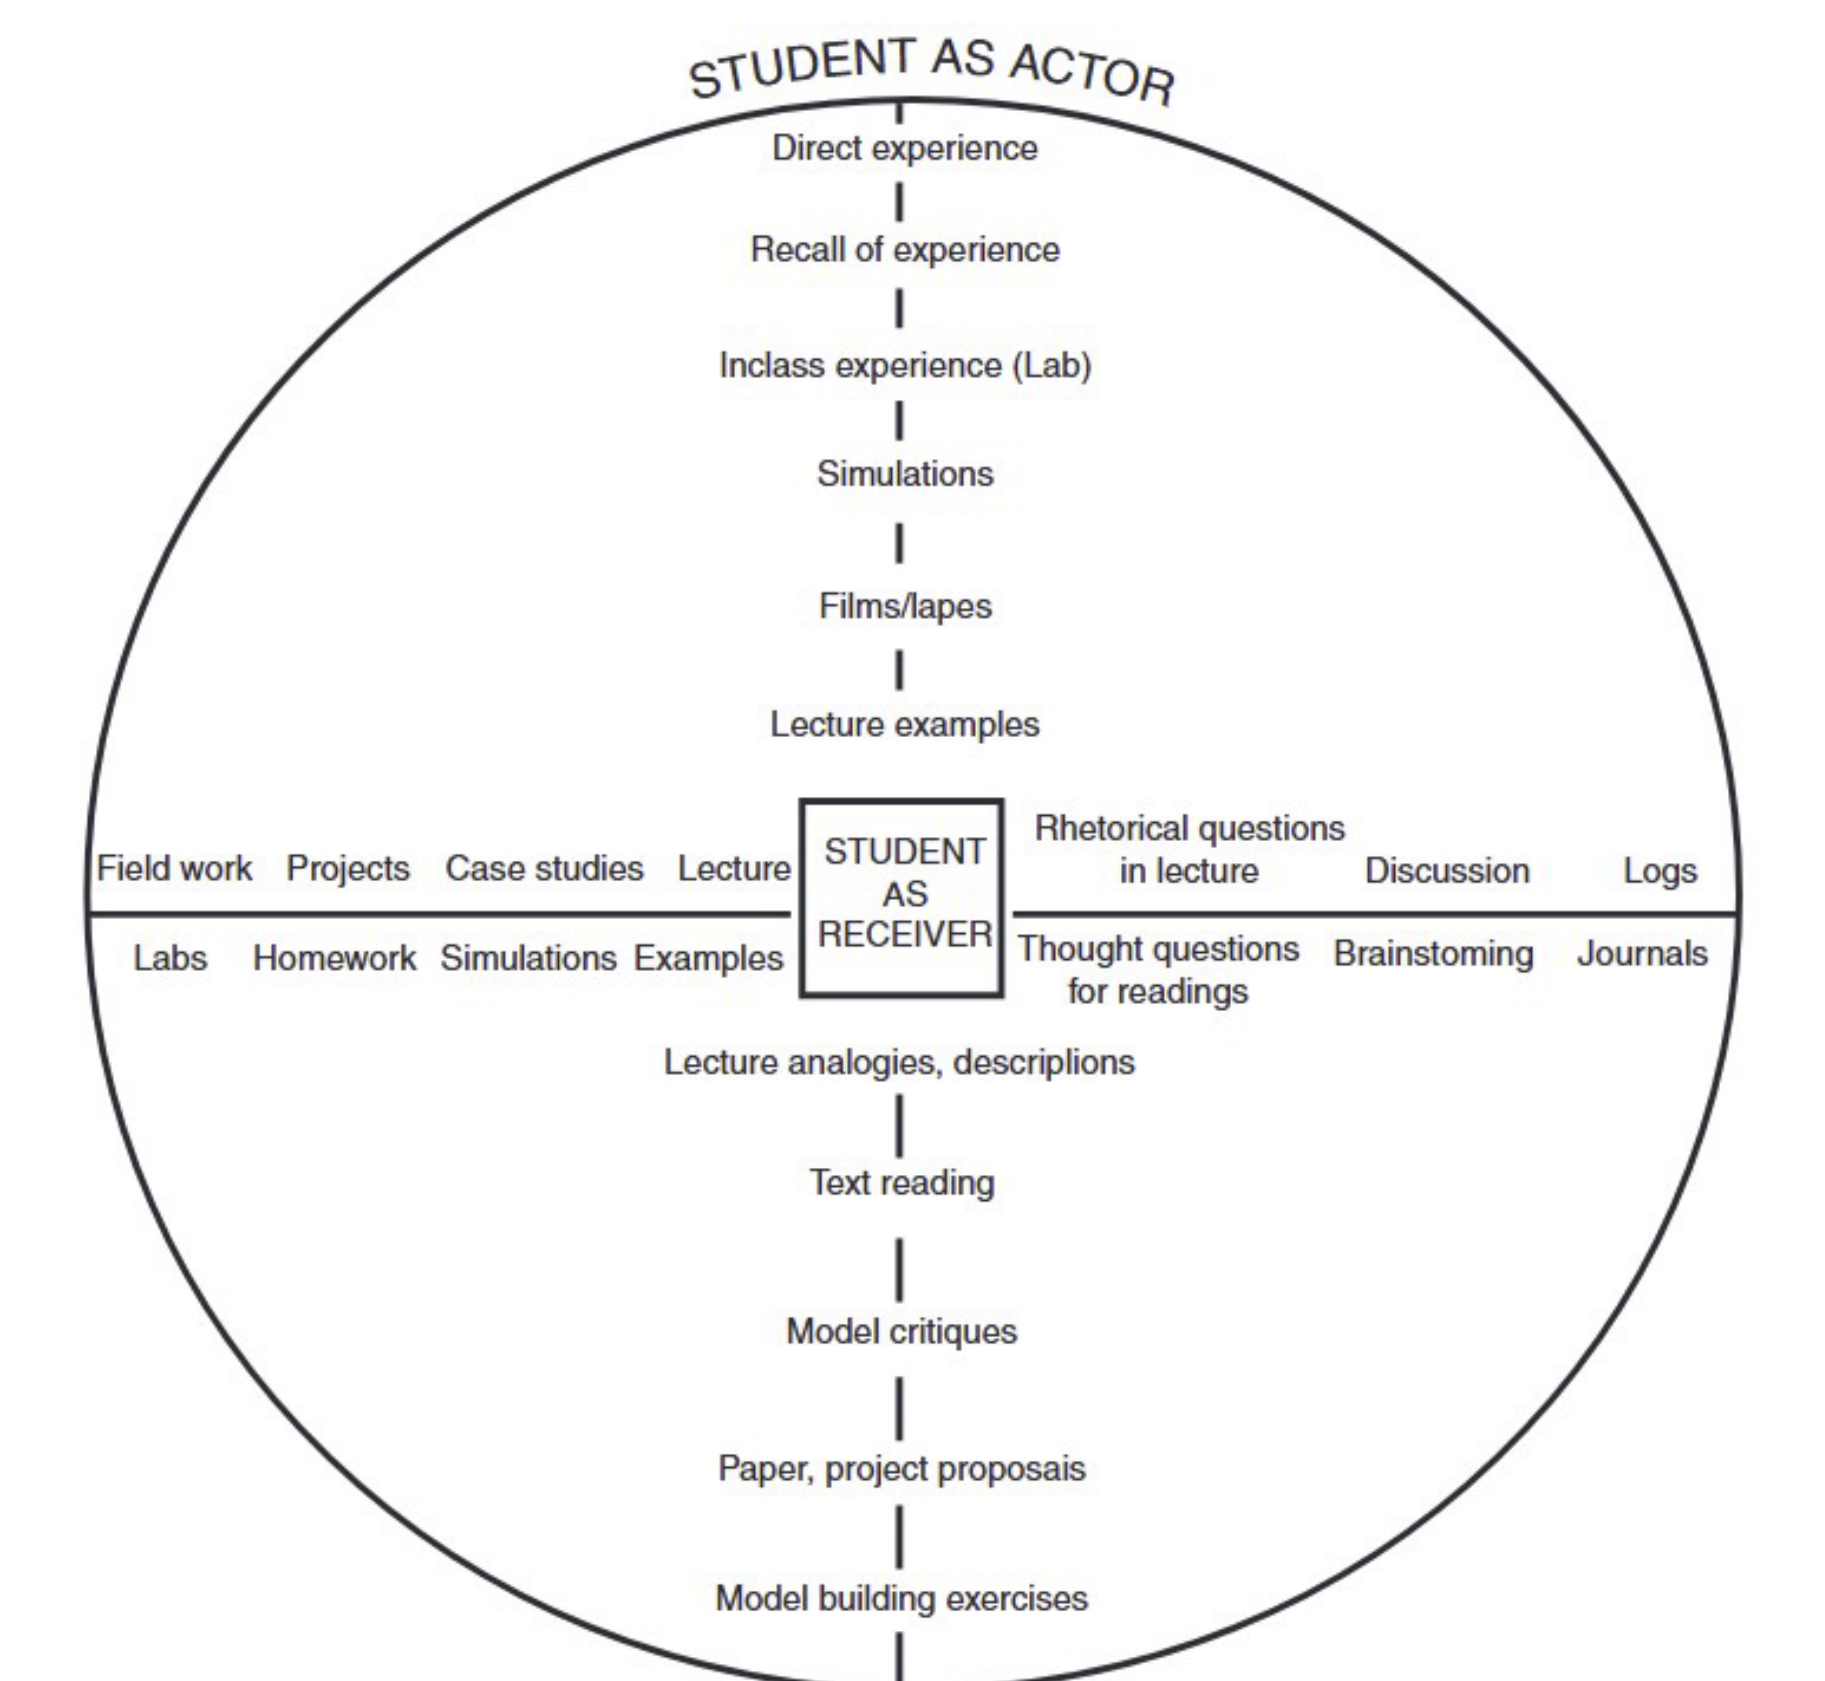 STUDENT AS ACTOR
Direct experience
Recall of experience
Inclass experience (Lab)
Simulations
Films/lapes
Lecture examples
Field work Projects Case studies Lecture
Labs Homework Simulations Examples
STUDENT
AS
RECEIVER
Rhetorical questions
in lecture Discussion Logs
Thought questions
for readings Brainstoming Journals
Lecture analogies, descriplions
Text reading
Model critiques
Paper, project proposais
Model building exercises